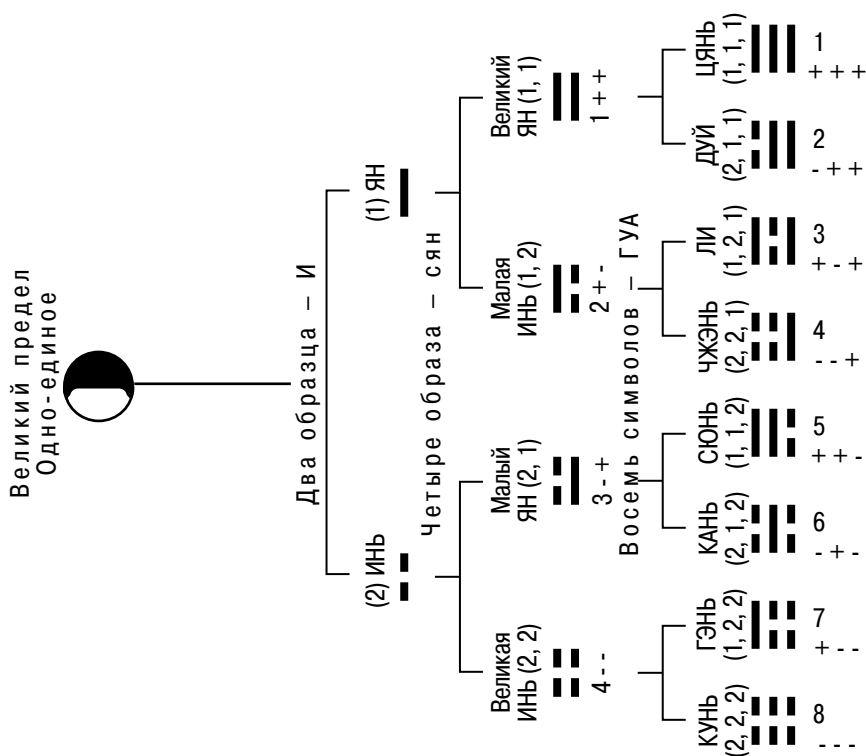 Великий предел
Одно-единое
Два образца – И
(2) ИНЬ
(1) ЯН
Четыре образа – сян
Великая
ИНЬ (2, 2)
4 - -
Малый
ЯН (2, 1)
3 - +
Малая
ИНЬ (1, 2)
2 + -
Великий
ЯН (1, 1)
1 + +
Восемь символов – ГУА
КУНЬ
(2, 2, 2)
8
- - -
ГЭНЬ
(1, 2, 2)
7
+ - -
КАНЬ
(2, 1, 2)
6
- + -
СЮНЬ
(1, 1, 2)
5
+ + -
ЧЖЭНЬ
(2, 2, 1)
4
- - +
ЛИ
(1, 2, 1)
3
+ - +
ДУЙ
(2, 1, 1)
2
- + +
ЦЯНЬ
(1, 1, 1)
1
+ + +